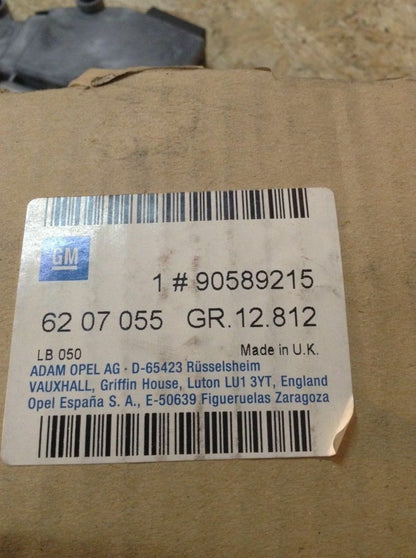 GM
1 # 90589215
62 07 055 GR.12.812
LB 050 Made in U.K.
ADAM OPEL AG · D-65423 Rüsselsheim
VAUXHALL, Griffin House, Luton LU1 3YT, England
Opel España S. A., E-50639 Figueruelas Zaragoza